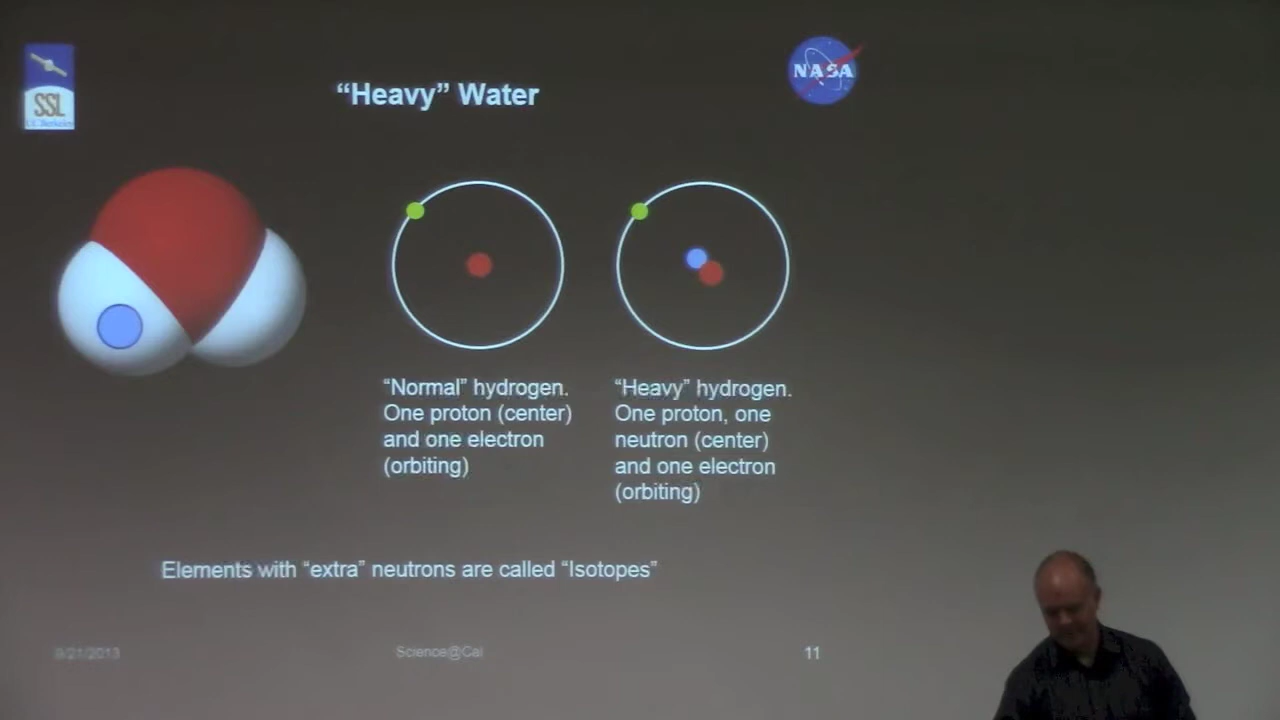 SSL
UC Berkeley
"Heavy" Water
NASA
"Normal" hydrogen.
One proton (center)
and one electron
(orbiting)
"Heavy" hydrogen.
One proton, one
neutron (center)
and one electron
(orbiting)
Elements with "extra" neutrons are called "Isotopes"
9/21/2013
Science@Cal
11